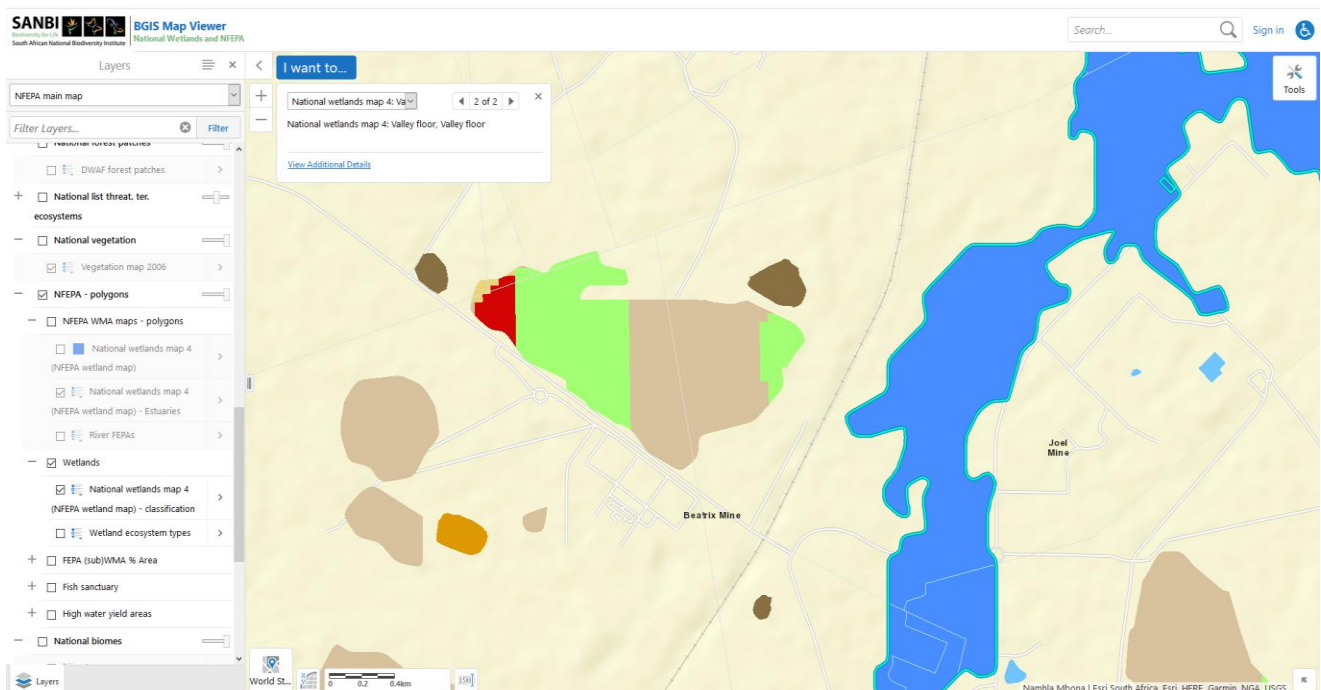 SANBI
Biodiversity for Life
South African National Biodiversity Institute
BGIS Map Viewer
National Wetlands and NFEPA
Search...
Sign in
Layers
NFEPA main map
Filter Layers...
Filter
National forest patches
DWAF forest patches
National list threat. ter.
ecosystems
National vegetation
Vegetation map 2006
NFEPA - polygons
NFEPA WMA maps - polygons
National wetlands map 4
(NFEPA wetland map)
National wetlands map 4
(NFEPA wetland map) - Estuaries
River FEPAs
Wetlands
National wetlands map 4
(NFEPA wetland map) - classification
Wetland ecosystem types
FEPA (sub)WMA % Area
Fish sanctuary
High water yield areas
National biomes
Layers
I want to...
National wetlands map 4: Va
2 of 2
National wetlands map 4: Valley floor, Valley floor
View Additional Details
Tools
Joel
Mine
Beatrix Mine
World St...
0 0.2 0.4km
Nambla Mhona | Esri South Africa, Esri, HERE, Garmin, NGA, USGS